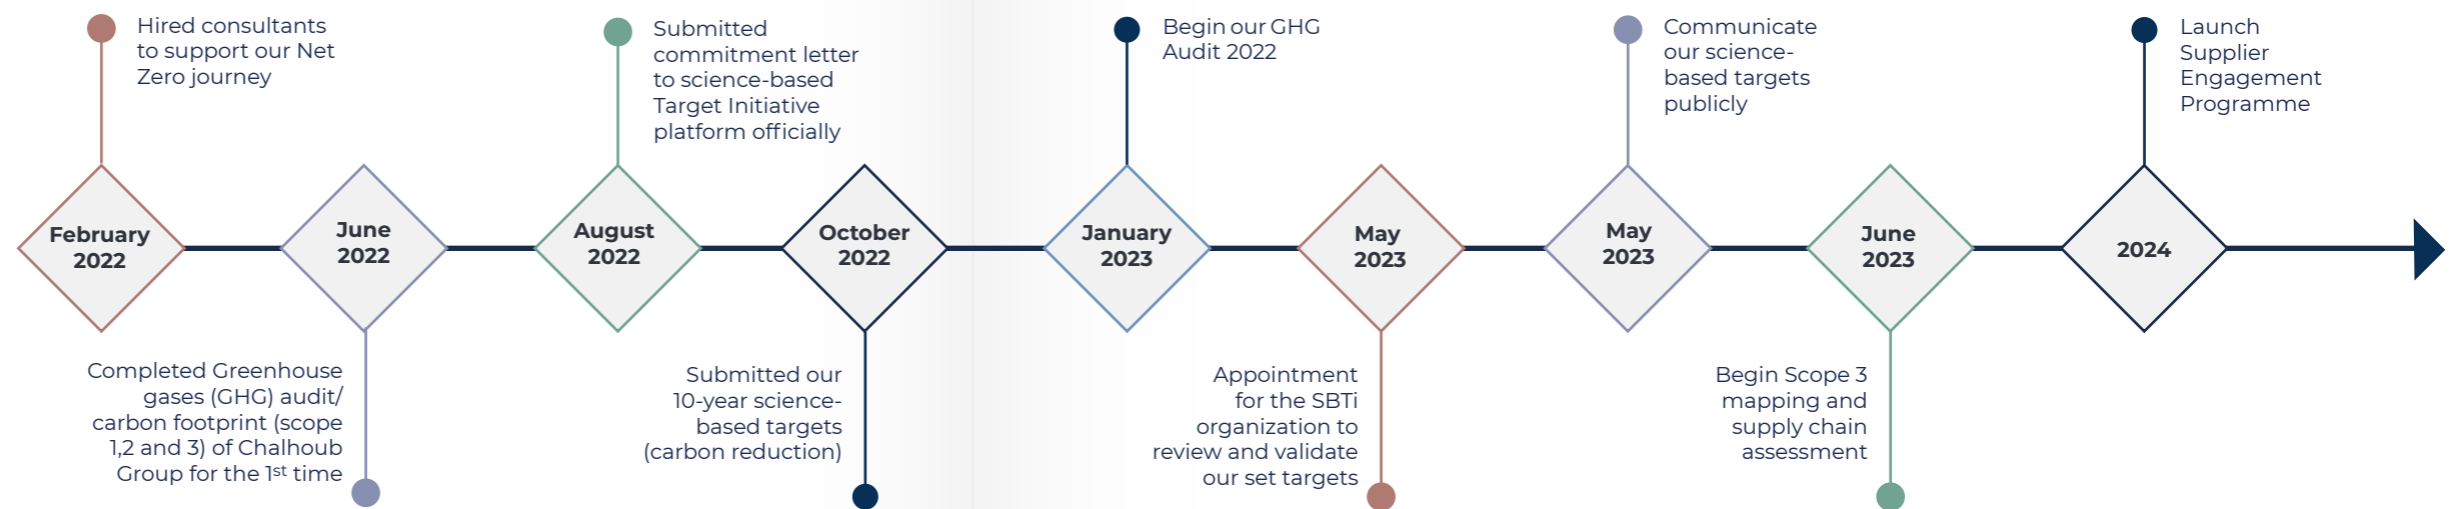 Hired consultants
to support our Net
Zero journey
February
2022
June
2022
Completed Greenhouse
gases (GHG) audit/
carbon footprint (scope
1,2 and 3) of Chalhoub
Group for the 1st time
Submitted
commitment letter
to science-based
Target Initiative
platform officially
August
2022
October
2022
Submitted our
10-year science-
based targets
(carbon reduction)
Begin our GHG
Audit 2022
January
2023
May
2023
Appointment
for the SBTi
organization to
review and validate
our set targets
Communicate
our science-
based targets
publicly
May
2023
June
2023
Begin Scope 3
mapping and
supply chain
assessment
Launch
Supplier
Engagement
Programme
2024